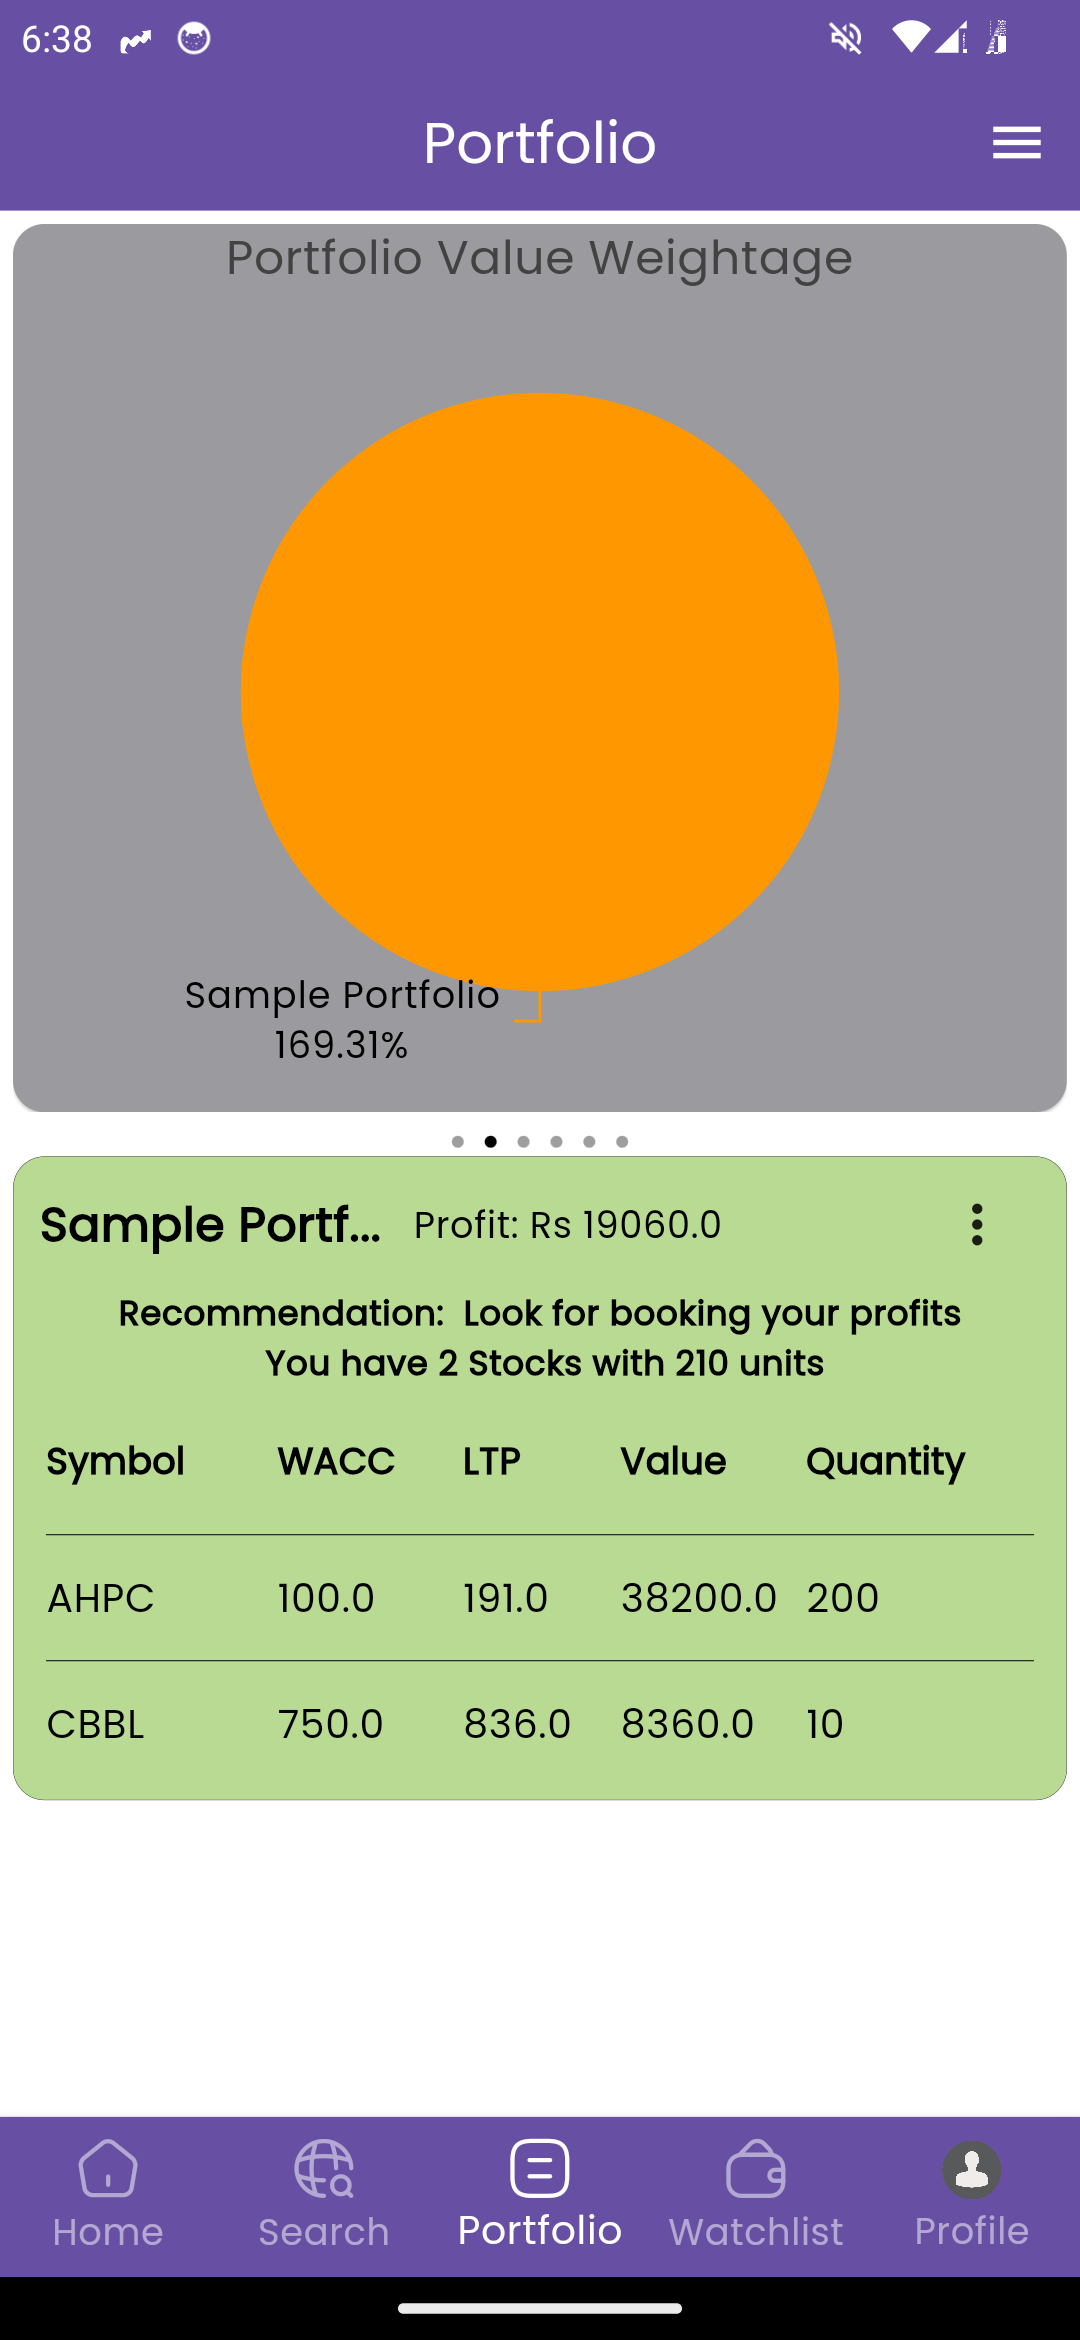 6:38
Portfolio
Portfolio Value Weightage
Sample Portfolio
169.31%
Sample Portf... Profit: Rs 19060.0
Recommendation: Look for booking your profits
You have 2 Stocks with 210 units
Symbol WACC LTP Value Quantity
AHPC 100.0 191.0 38200.0 200
CBBL 750.0 836.0 8360.0 10
Home Search Portfolio Watchlist Profile